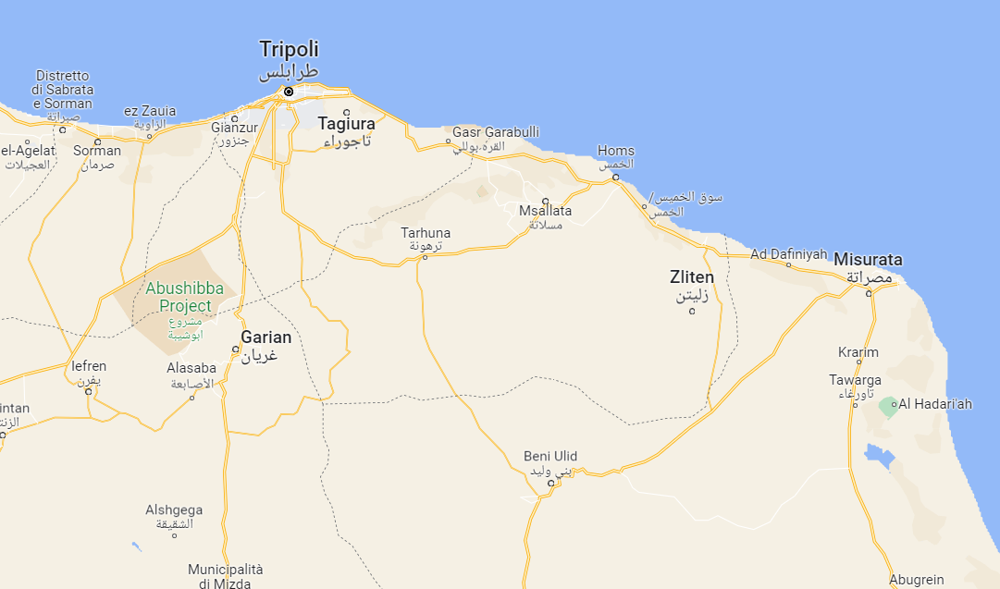 Tripoli
طرابلس
Distretto
di Sabrata
e Sorman
صبراتة
ez Zauia
الزاوية
Gianzur
جنزور
Tagiura
تاجوراء
Gasr Garabulli
القره بوللي
el-Agelat
العجيلات
Sorman
صرمان
Homs
الخمس
سوق الخميس/
الخمس
Msallata
مسلاتة
Tarhuna
ترهونة
Ad Dafiniyah
Misurata
مصراتة
Zliten
زليتن
Abushibba
Project
مشروع
ابوشيبة
Garian
غريان
Iefren
يفرن
Alasaba
الأصابعة
Krarim
Tawarga
تاورغاء
Al Hadari'ah
intan
الزنت
Beni Ulid
بني وليد
Alshgega
الشقيقة
Municipalità
di Mizda
Abugrein